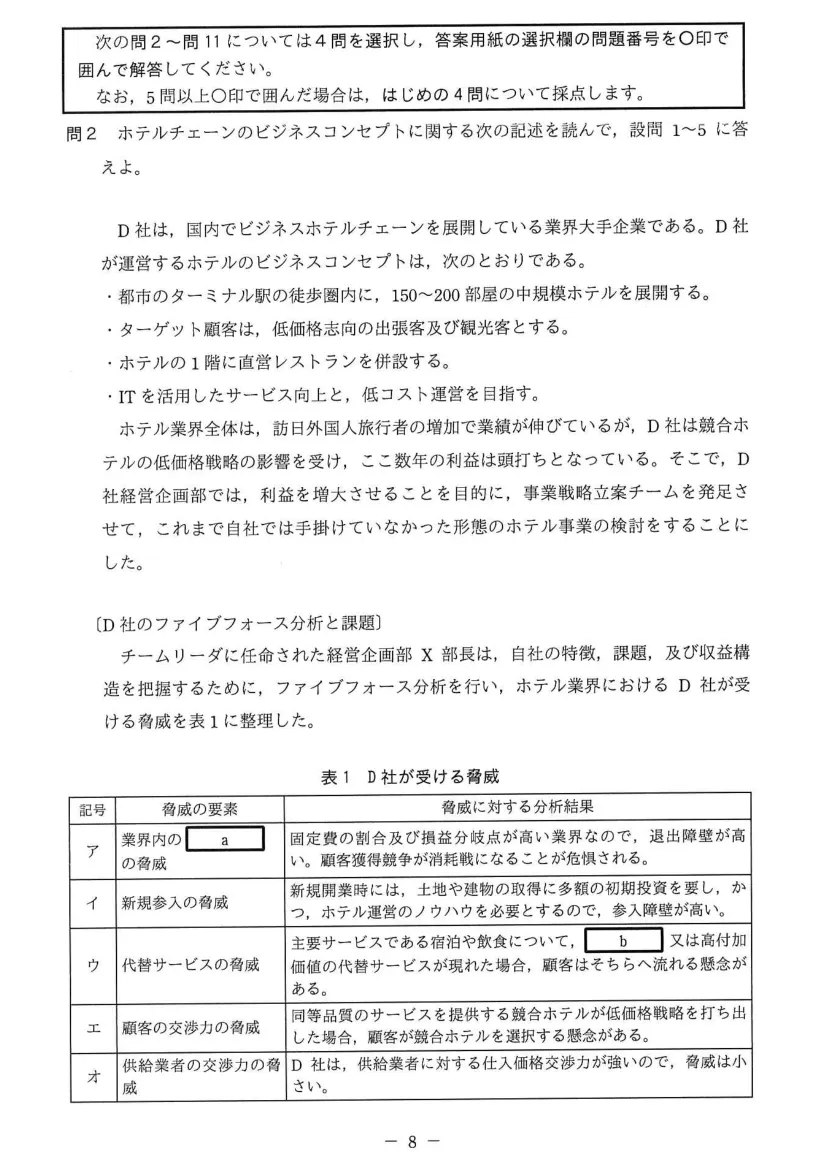 次の問2～問11については4問を選択し，答案用紙の選択欄の問題番号を〇印で
囲んで解答してください。
なお，5問以上〇印で囲んだ場合は，はじめの4問について採点します。
問2　ホテルチェーンのビジネスコンセプトに関する次の記述を読んで，設問 1～5 に答
えよ。
D 社は，国内でビジネスホテルチェーンを展開している業界大手企業である。D 社
が運営するホテルのビジネスコンセプトは，次のとおりである。
・都市のターミナル駅の徒歩圏内に，150～200 部屋の中規模ホテルを展開する。
・ターゲット顧客は，低価格志向の出張客及び観光客とする。
・ホテルの 1 階に直営レストランを併設する。
・IT を活用したサービス向上と，低コスト運営を目指す。
ホテル業界全体は，訪日外国人旅行者の増加で業績が伸びているが，D 社は競合ホ
テルの低価格戦略の影響を受け，ここ数年の利益は頭打ちとなっている。そこで，D
社経営企画部では，利益を増大させることを目的に，事業戦略立案チームを発足さ
せて，これまで自社では手掛けていなかった形態のホテル事業の検討をすることに
した。
〔D 社のファイブフォース分析と課題〕
チームリーダに任命された経営企画部 X 部長は，自社の特徴，課題，及び収益構
造を把握するために，ファイブフォース分析を行い，ホテル業界における D 社が受
ける脅威を表 1 に整理した。
表 1　D 社が受ける脅威
記号　脅威の要素　脅威に対する分析結果
ア　業界内の a の脅威　固定費の割合及び損益分岐点が高い業界なので，退出障壁が高
い。顧客獲得競争が消耗戦になることが危惧される。
イ　新規参入の脅威　新規開業時には，土地や建物の取得に多額の初期投資を要し，か
つ，ホテル運営のノウハウを必要とするので，参入障壁が高い。
ウ　代替サービスの脅威　主要サービスである宿泊や飲食について， b 又は高付加
価値の代替サービスが現れた場合，顧客はそちらへ流れる懸念が
ある。
エ　顧客の交渉力の脅威　同等品質のサービスを提供する競合ホテルが低価格戦略を打ち出
した場合，顧客が競合ホテルを選択する懸念がある。
オ　供給業者の交渉力の脅威　D 社は，供給業者に対する仕入価格交渉力が強いので，脅威は小
さい。
－ 8 －